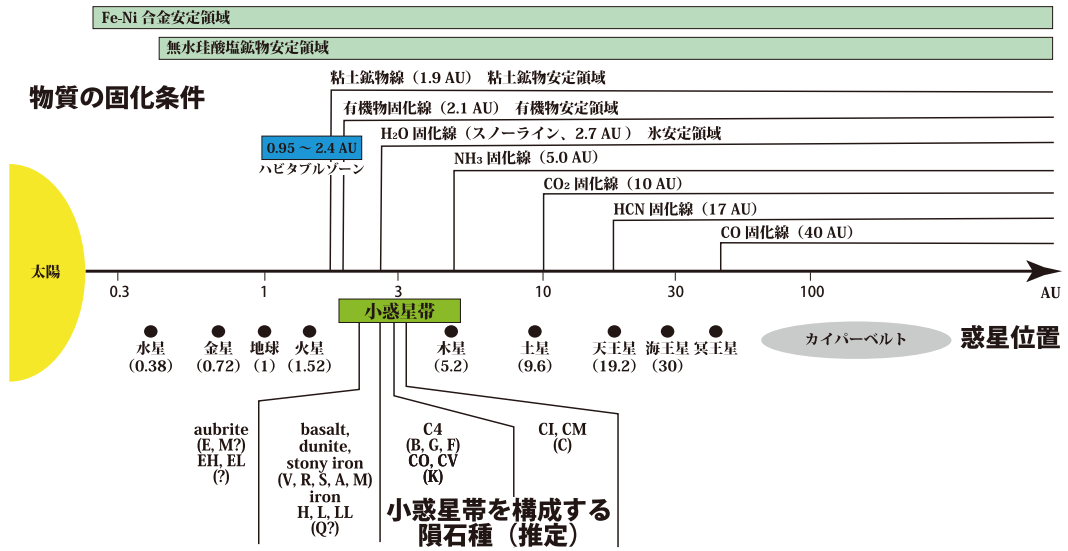 Fe-Ni 合金安定領域
無水珪酸塩鉱物安定領域
物質の固化条件
粘土鉱物線（1.9 AU） 粘土鉱物安定領域
有機物固化線（2.1 AU） 有機物安定領域
H2O 固化線（スノーライン、2.7 AU ） 氷安定領域
0.95 ～ 2.4 AU
ハビタブルゾーン
NH3 固化線（5.0 AU）
CO2 固化線（10 AU）
HCN 固化線（17 AU）
CO 固化線（40 AU）
太陽
0.3 1 3 10 30 100 AU
小惑星帯
水星 金星 地球 火星 木星 土星 天王星 海王星 冥王星
(0.38) (0.72) (1) (1.52) (5.2) (9.6) (19.2) (30)
カイパーベルト
惑星位置
aubrite
(E, M?)
EH, EL
(?)
basalt,
dunite,
stony iron
(V, R, S, A, M)
iron
H, L, LL
(Q?)
C4
(B, G, F)
CO, CV
(K)
CI, CM
(C)
小惑星帯を構成する
隕石種（推定）